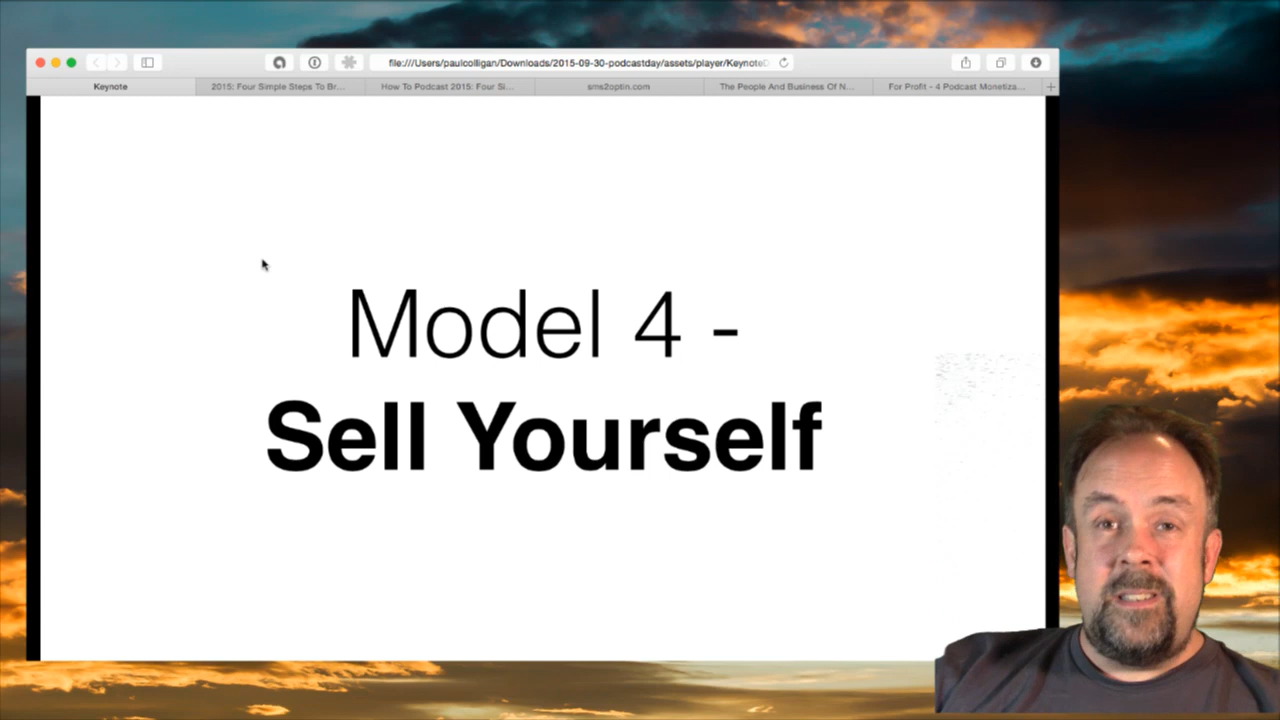 file:///Users/paulcolligan/Downloads/2015-09-30-podcastday/assets/player/Keynote
Keynote
2015: Four Simple Steps To Br...
How To Podcast 2015: Four Si...
sms2optin.com
The People And Business Of N...
For Profit - 4 Podcast Monetiza...
Model 4 -
Sell Yourself